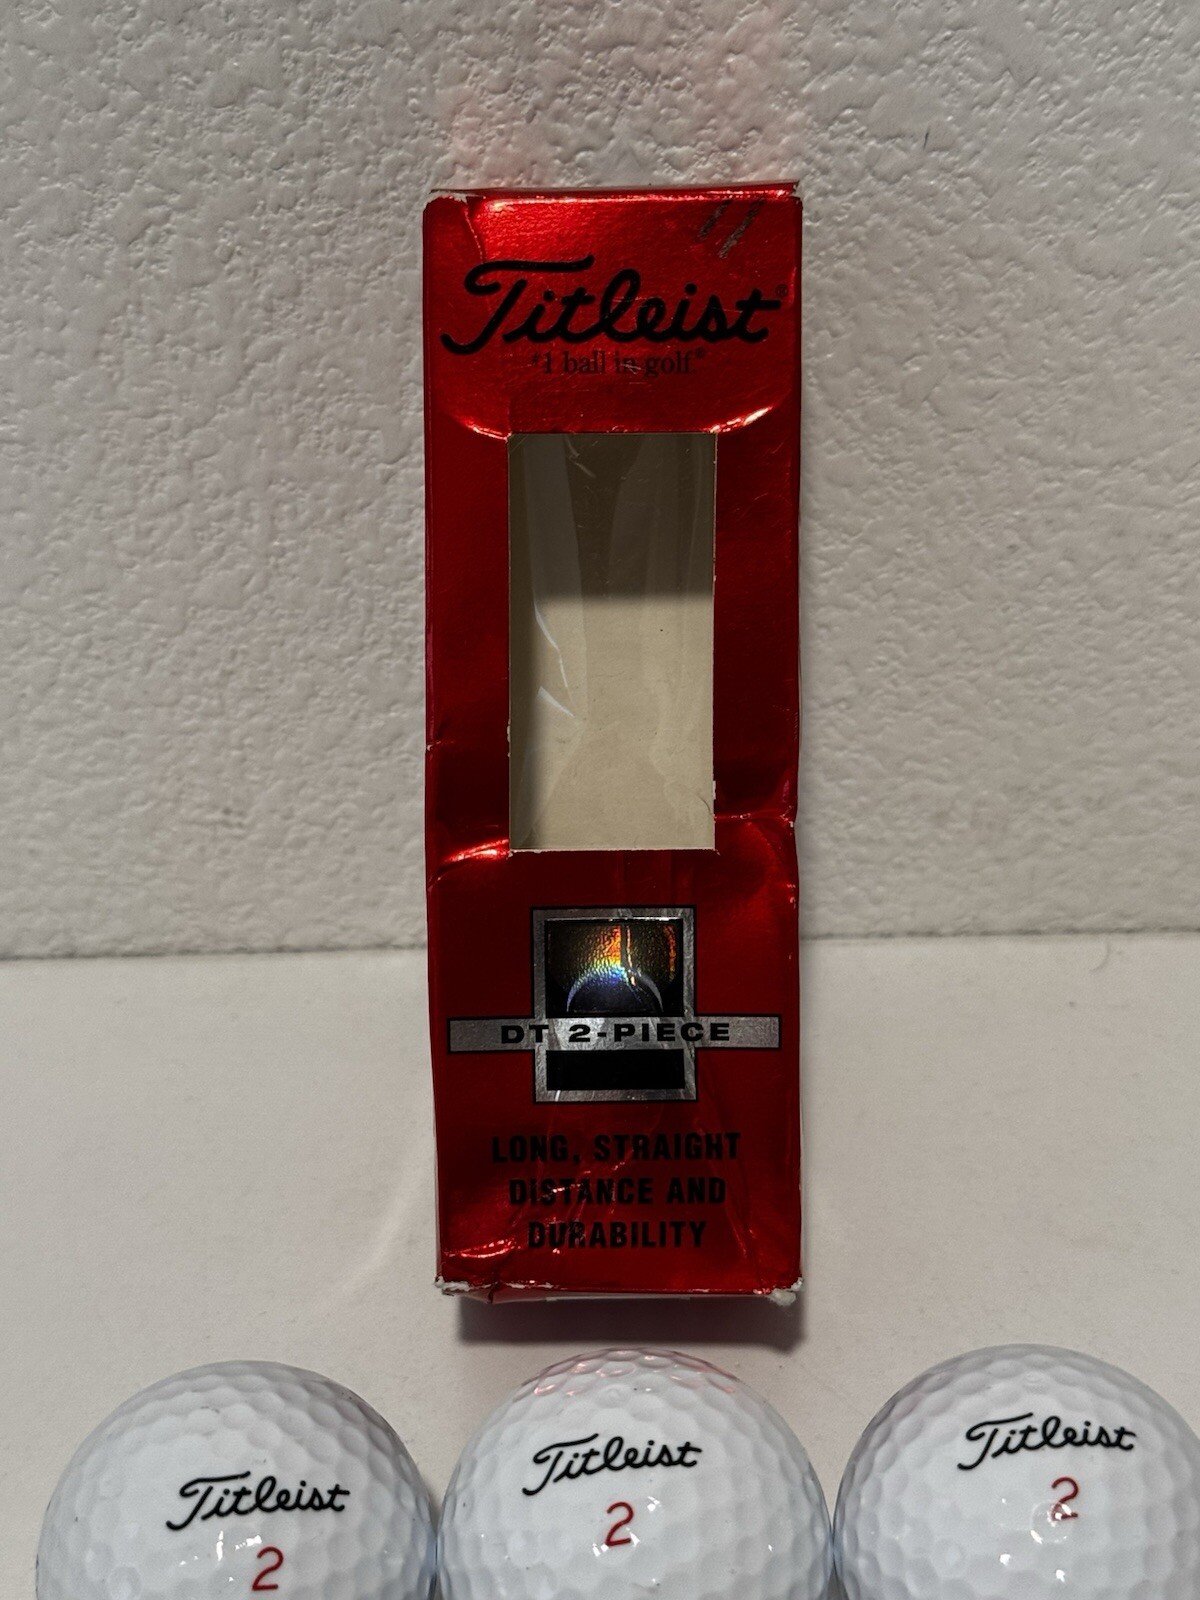 Titleist®
#1 ball in golf.®
DT 2-PIECE
LONG, STRAIGHT
DISTANCE AND
DURABILITY
Titleist
2
Titleist
2
Titleist
2